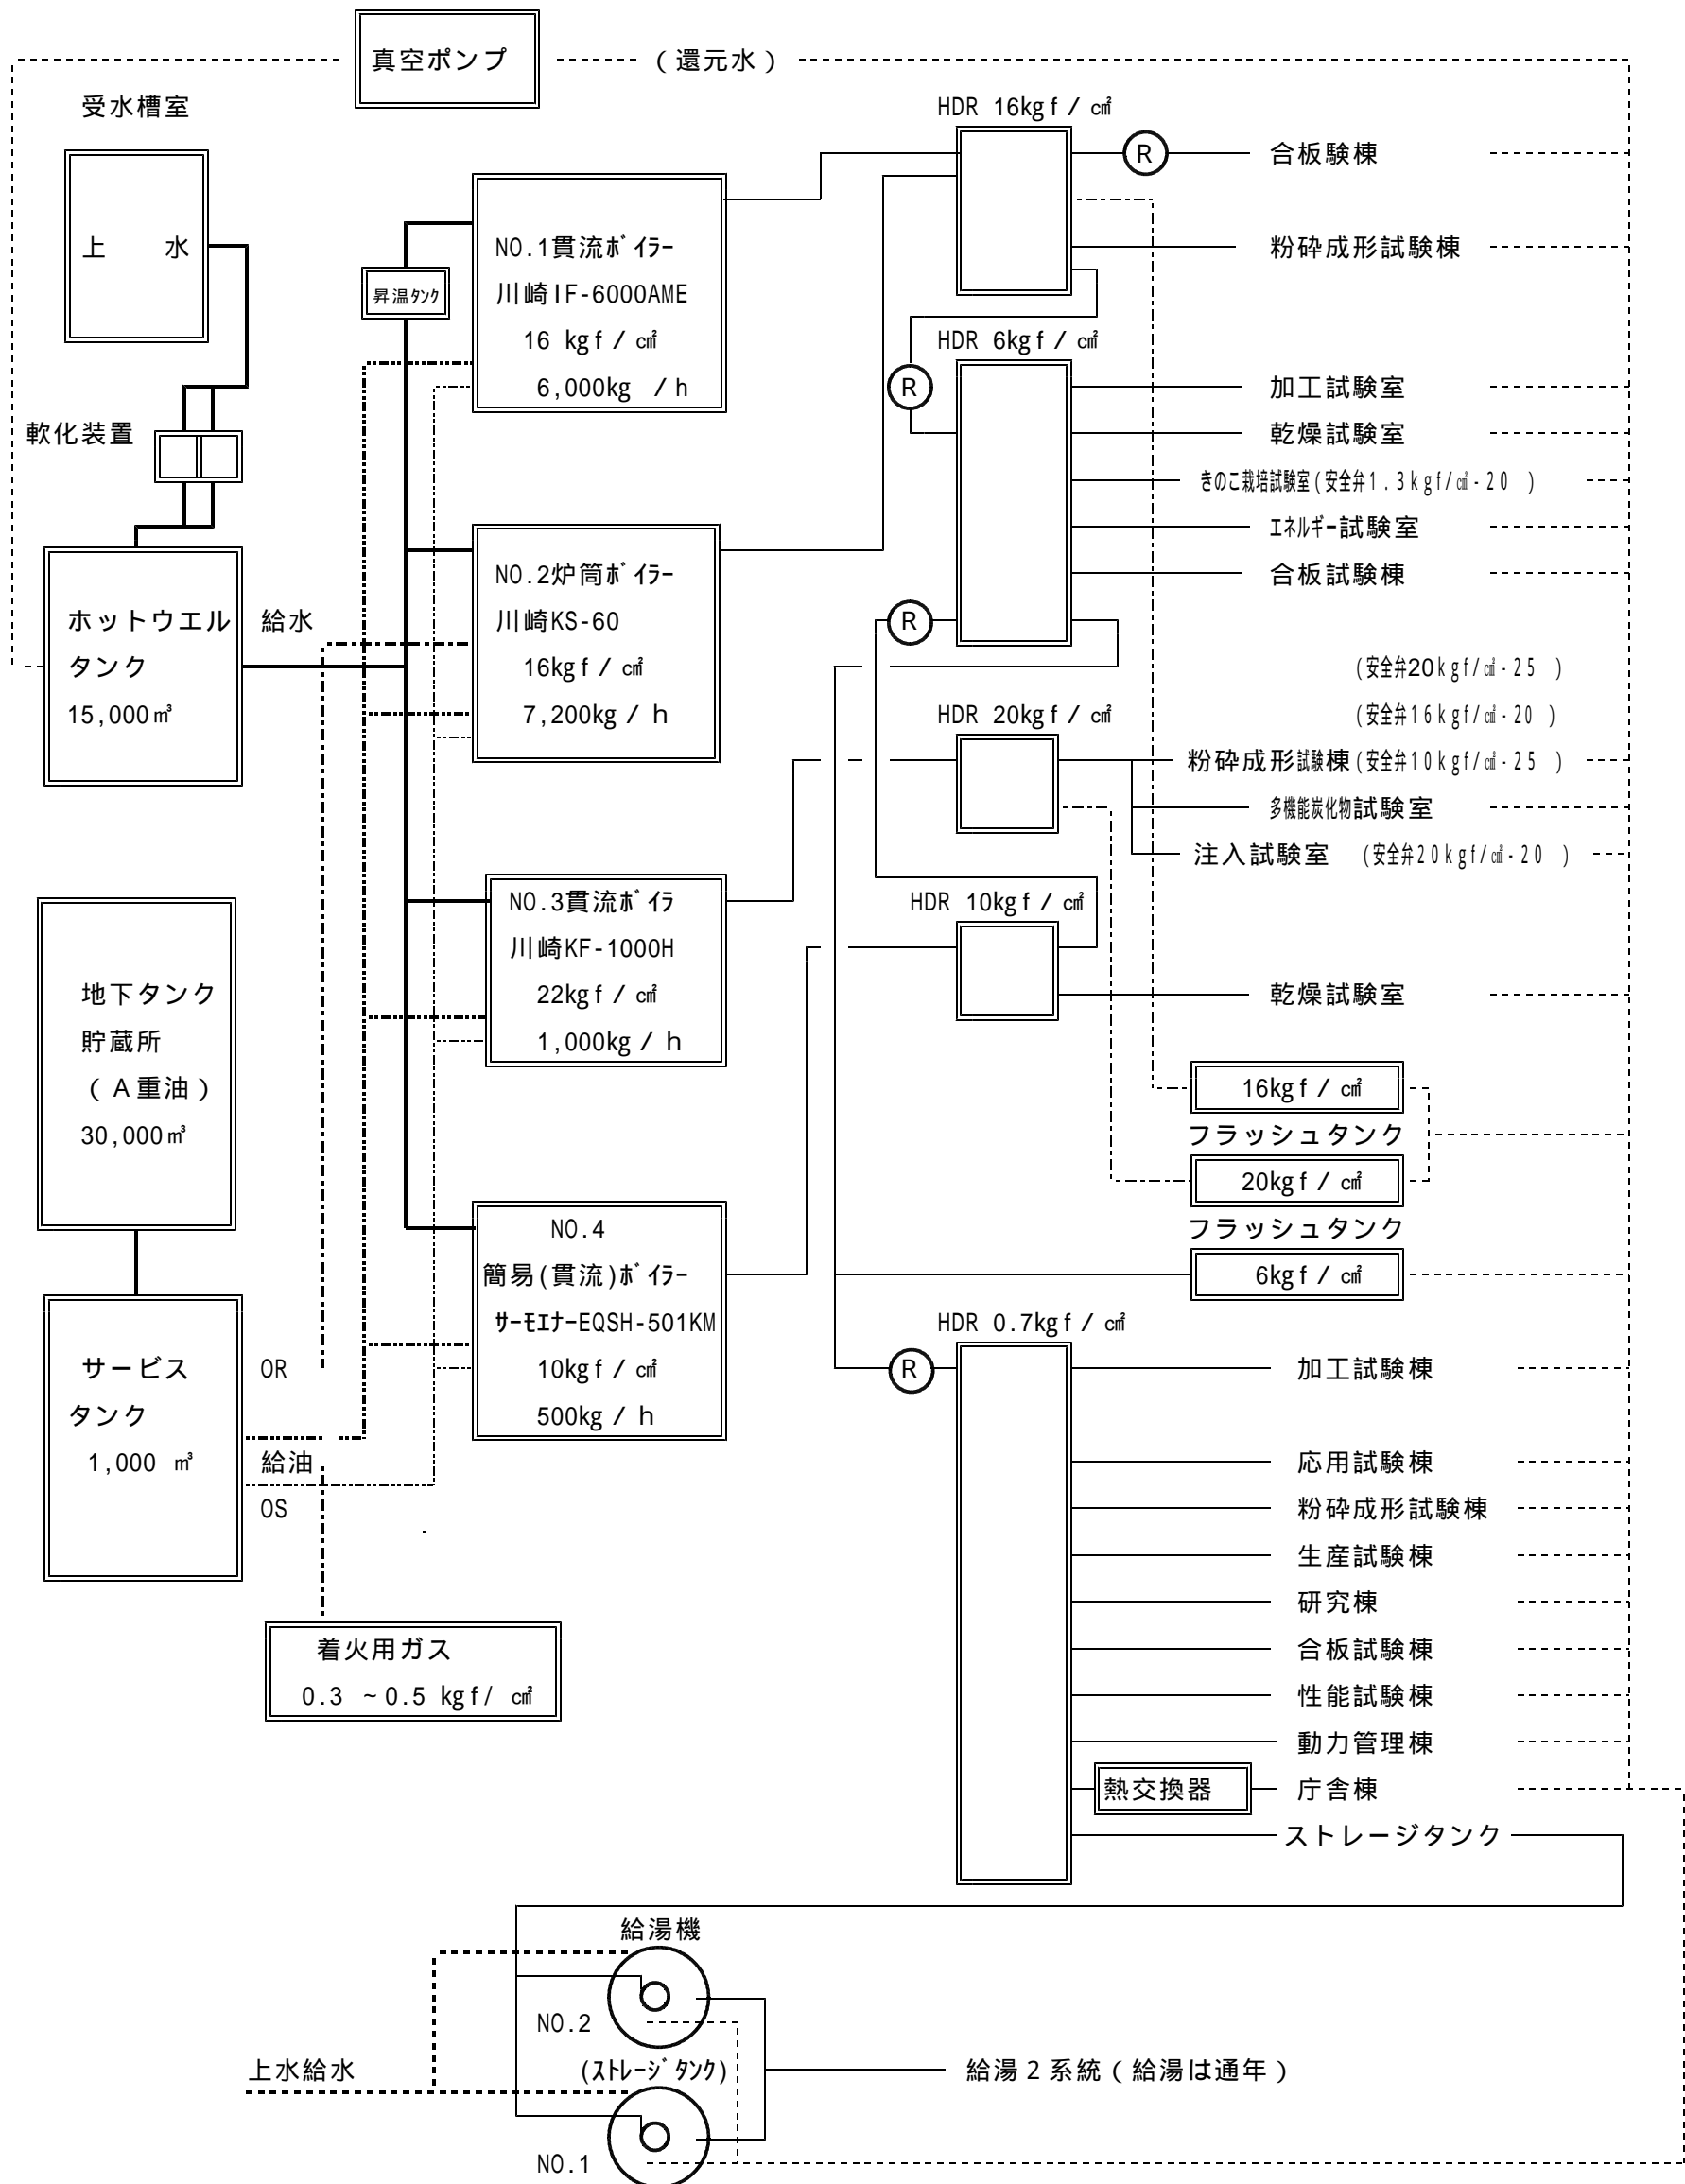 真空ポンプ
(還元水)
受水槽室
上 水
軟化装置
ホットウエル
タンク
15,000㎥
給水
地下タンク
貯蔵所
(A重油)
30,000㎥
サービス
タンク
1,000 ㎥
OR
給油
OS
着火用ガス
0.3 ~0.5 kgf/ ㎠
昇温ﾀﾝｸ
NO.1貫流ﾎﾞｲﾗｰ
川崎IF-6000AME
16 kgf/㎠
6,000kg /h
NO.2炉筒ﾎﾞｲﾗｰ
川崎KS-60
16kgf/㎠
7,200kg/h
NO.3貫流ﾎﾞｲﾗ
川崎KF-1000H
22kgf/㎠
1,000kg/h
NO.4
簡易(貫流)ﾎﾞｲﾗｰ
ｻｰﾓｴﾅｰEQSH-501KM
10kgf/㎠
500kg/h
-
HDR 16kgf/㎠
R
合板験棟
粉砕成形試験棟
HDR 6kgf/㎠
R
加工試験室
乾燥試験室
きのこ栽培試験室(安全弁1.3kgf/㎠-20 )
ｴﾈﾙｷﾞｰ試験室
合板試験棟
R
(安全弁20kgf/㎠-25 )
HDR 20kgf/㎠
(安全弁16kgf/㎠-20 )
粉砕成形試験棟(安全弁10kgf/㎠-25 )
多機能炭化物試験室
注入試験室 (安全弁20kgf/㎠-20 )
HDR 10kgf/㎠
乾燥試験室
16kgf/㎠
フラッシュタンク
20kgf/㎠
フラッシュタンク
6kgf/㎠
HDR 0.7kgf/㎠
R
加工試験棟
応用試験棟
粉砕成形試験棟
生産試験棟
研究棟
合板試験棟
性能試験棟
動力管理棟
熱交換器
庁舎棟
ストレージタンク
給湯機
NO.2
上水給水
(ｽﾄﾚｰｼﾞﾀﾝｸ)
給湯2系統(給湯は通年)
NO.1